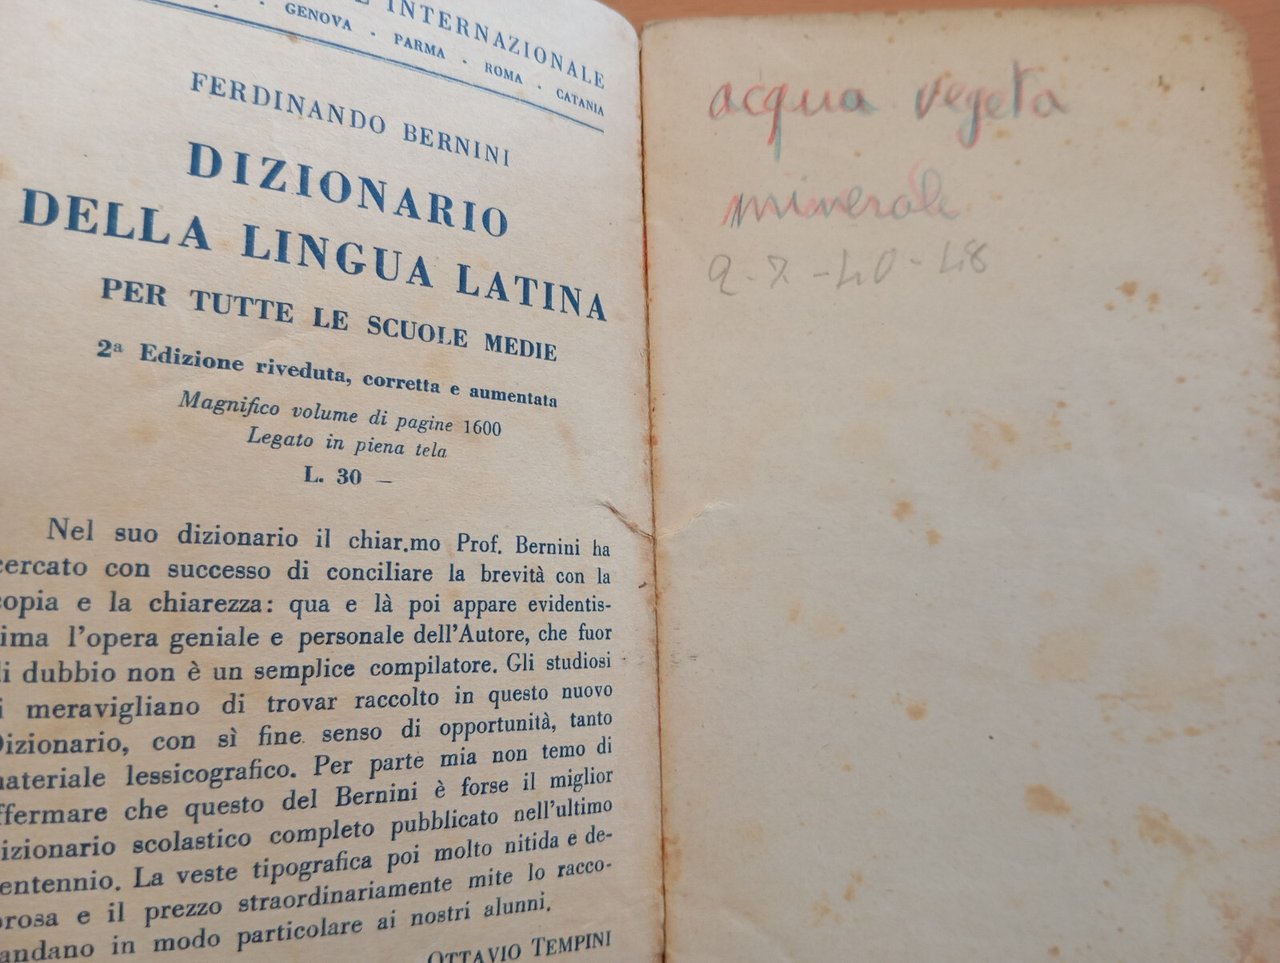 INTERNAZIONALE
GENOVA . PARMA . ROMA . CATANIA
FERDINANDO BERNINI
DIZIONARIO
DELLA LINGUA LATINA
PER TUTTE LE SCUOLE MEDIE
2ª Edizione riveduta, corretta e aumentata
Magnifico volume di pagine 1600
Legato in piena tela
L. 30 —
Nel suo dizionario il chiar.mo Prof. Bernini ha
cercato con successo di conciliare la brevità con la
copia e la chiarezza: qua e là poi appare evidentis-
sima l'opera geniale e personale dell'Autore, che fuor
di dubbio non è un semplice compilatore. Gli studiosi
si meravigliano di trovar raccolto in questo nuovo
Dizionario, con sì fine senso di opportunità, tanto
materiale lessicografico. Per parte mia non temo di
affermare che questo del Bernini è forse il miglior
dizionario scolastico completo pubblicato nell'ultimo
ventennio. La veste tipografica poi molto nitida e de-
corosa e il prezzo straordinariamente mite lo racco-
mandano in modo particolare ai nostri alunni.
OTTAVIO TEMPINI
acqua vegeta
minerale